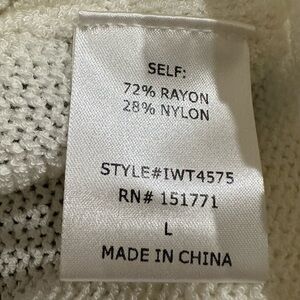 SELF:
72% RAYON
28% NYLON
STYLE#IWT4575
RN# 151771
L
MADE IN CHINA